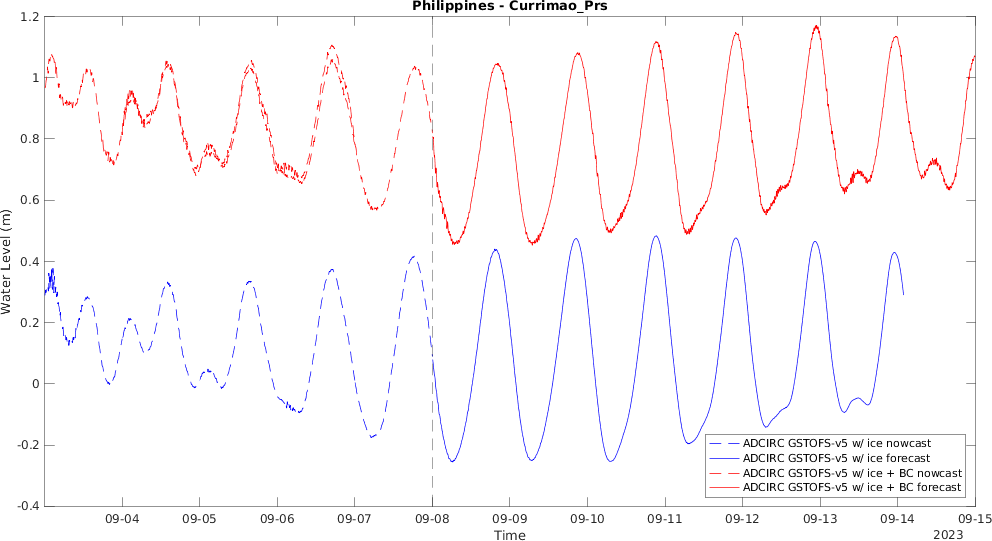 Philippines - Currimao_Prs
1.2
1
0.8
0.6
0.4
0.2
0
-0.2
-0.4
Water Level (m)
ADCIRC GSTOFS-v5 w/ ice nowcast
ADCIRC GSTOFS-v5 w/ ice forecast
ADCIRC GSTOFS-v5 w/ ice + BC nowcast
ADCIRC GSTOFS-v5 w/ ice + BC forecast
09-04 09-05 09-06 09-07 09-08 09-09 09-10 09-11 09-12 09-13 09-14 09-15
Time
2023